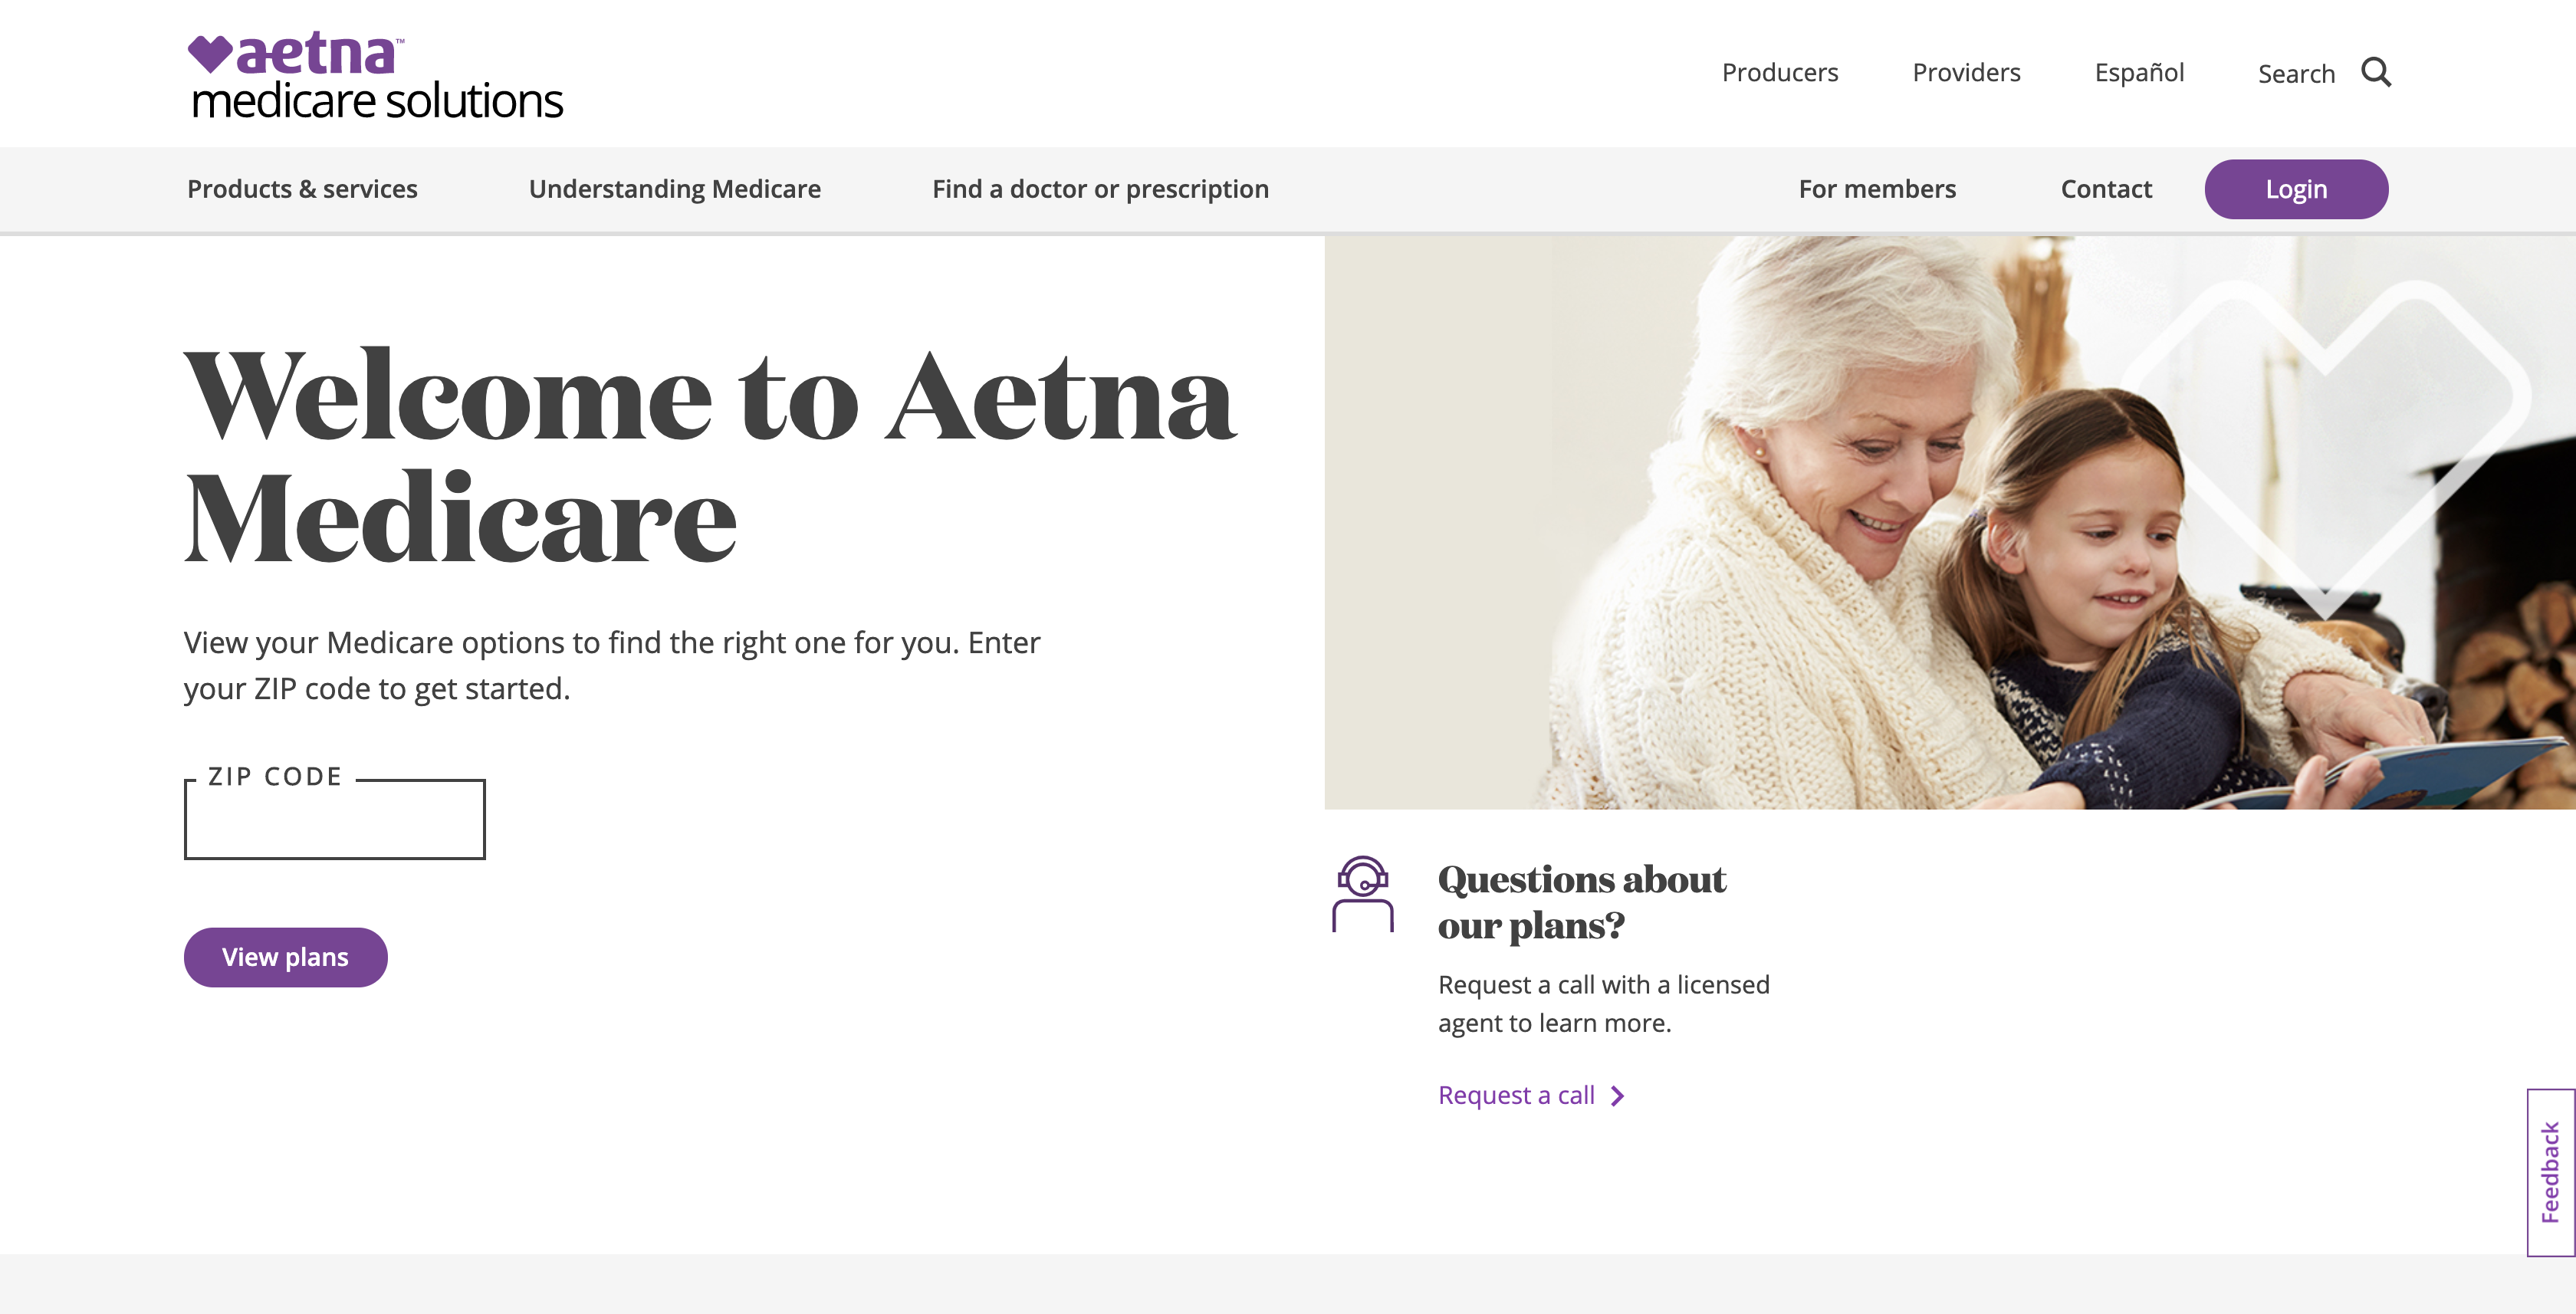 aetna™
medicare solutions
Producers
Providers
Español
Search
Products & services
Understanding Medicare
Find a doctor or prescription
For members
Contact
Login
Welcome to Aetna
Medicare
View your Medicare options to find the right one for you. Enter
your ZIP code to get started.
ZIP CODE
View plans
Questions about
our plans?
Request a call with a licensed
agent to learn more.
Request a call
Feedback